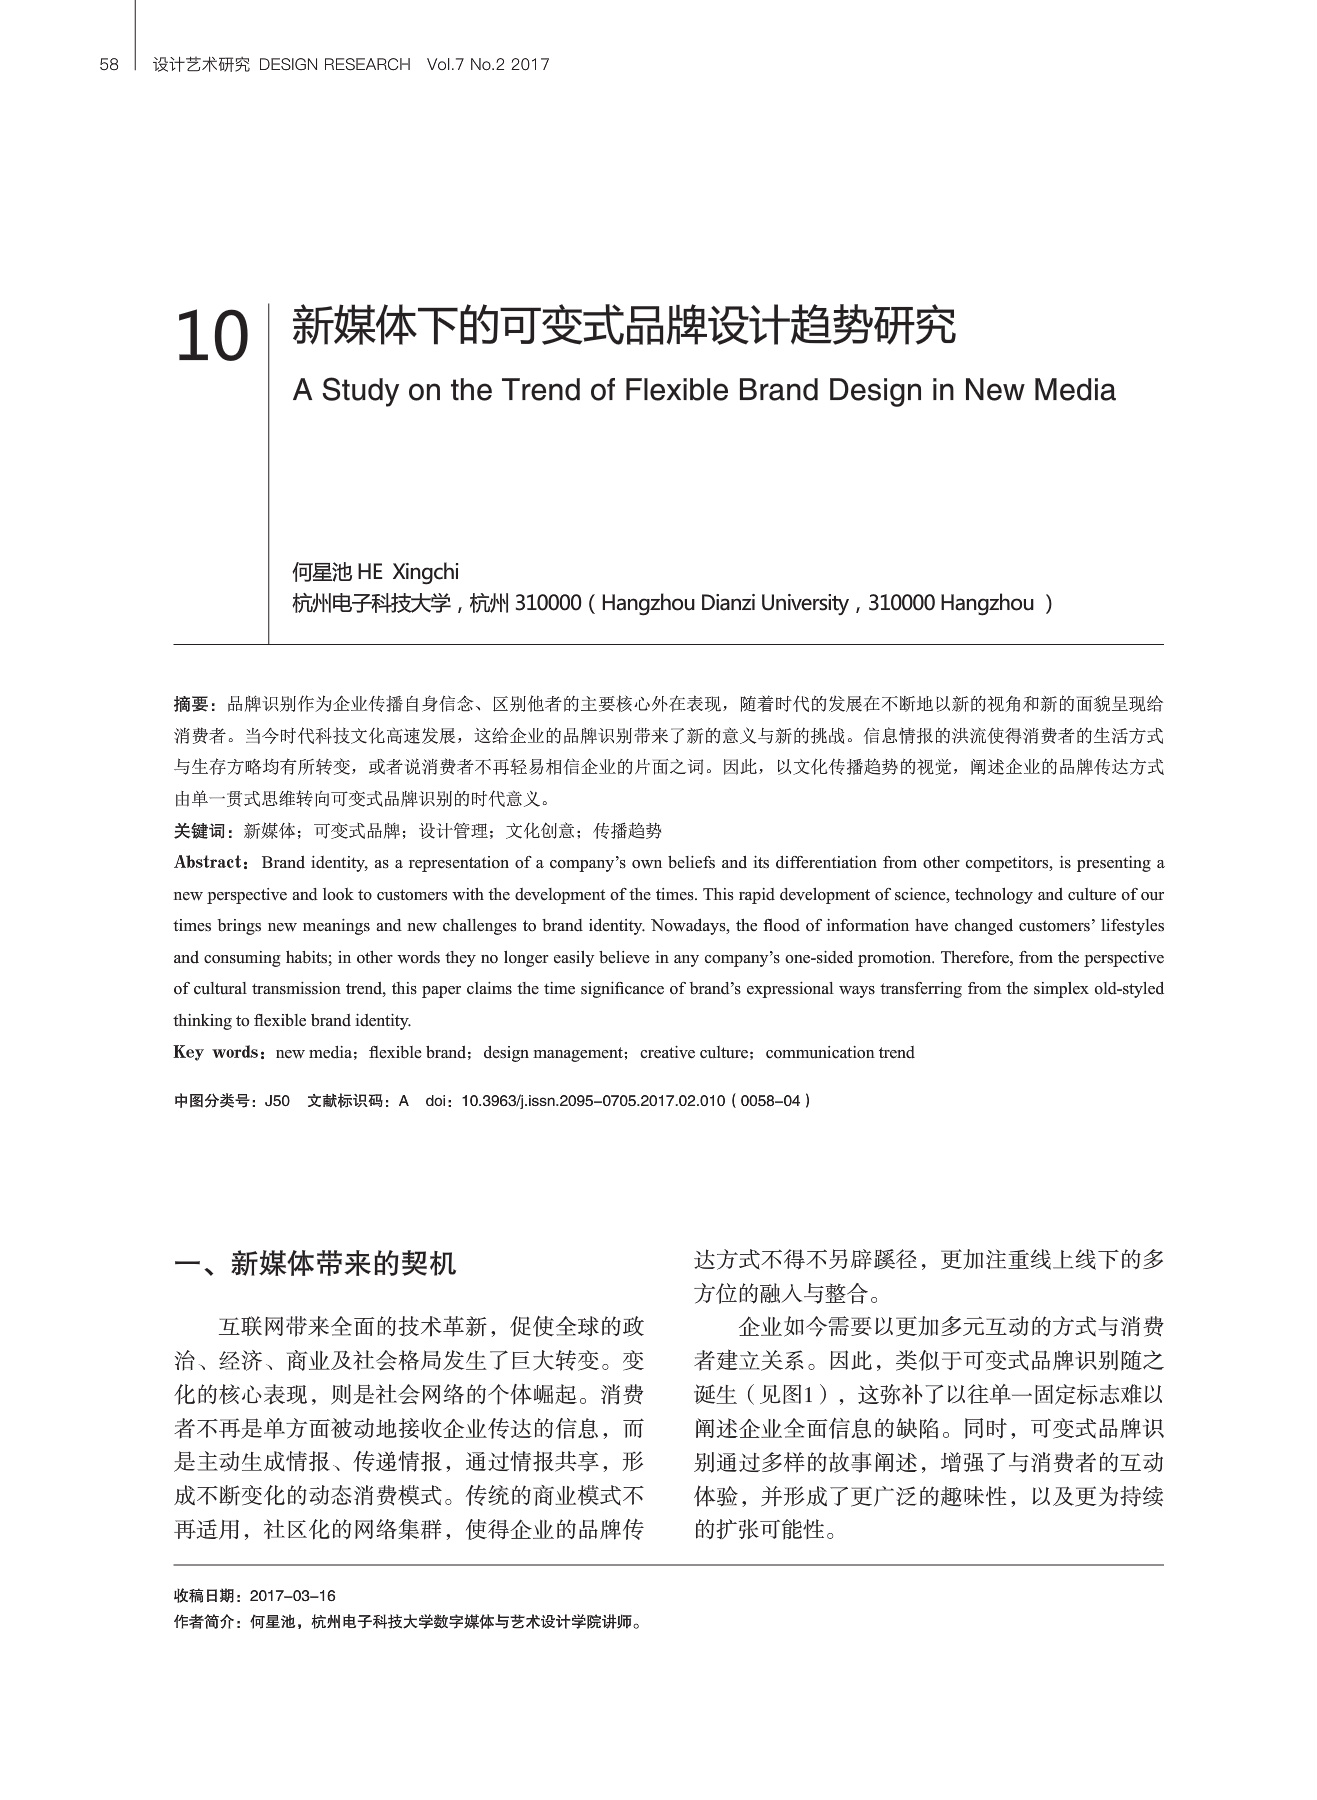 58
设计艺术研究 DESIGN RESEARCH Vol.7 No.2 2017
10
新媒体下的可变式品牌设计趋势研究
A Study on the Trend of Flexible Brand Design in New Media
何星池 HE Xingchi
杭州电子科技大学，杭州 310000（Hangzhou Dianzi University，310000 Hangzhou ）
摘要：品牌识别作为企业传播自身信念、区别他者的主要核心外在表现，随着时代的发展在不断地以新的视角和新的面貌呈现给
消费者。当今时代科技文化高速发展，这给企业的品牌识别带来了新的意义与新的挑战。信息情报的洪流使得消费者的生活方式
与生存方略均有所转变，或者说消费者不再轻易相信企业的片面之词。因此，以文化传播趋势的视觉，阐述企业的品牌传达方式
由单一贯式思维转向可变式品牌识别的时代意义。
关键词：新媒体；可变式品牌；设计管理；文化创意；传播趋势
Abstract：Brand identity, as a representation of a company’s own beliefs and its differentiation from other competitors, is presenting a
new perspective and look to customers with the development of the times. This rapid development of science, technology and culture of our
times brings new meanings and new challenges to brand identity. Nowadays, the flood of information have changed customers’ lifestyles
and consuming habits; in other words they no longer easily believe in any company’s one-sided promotion. Therefore, from the perspective
of cultural transmission trend, this paper claims the time significance of brand’s expressional ways transferring from the simplex old-styled
thinking to flexible brand identity.
Key words：new media；flexible brand；design management；creative culture；communication trend
中图分类号：J50 文献标识码：A doi：10.3963/j.issn.2095-0705.2017.02.010（0058-04）
一、新媒体带来的契机
互联网带来全面的技术革新，促使全球的政
治、经济、商业及社会格局发生了巨大转变。变
化的核心表现，则是社会网络的个体崛起。消费
者不再是单方面被动地接收企业传达的信息，而
是主动生成情报、传递情报，通过情报共享，形
成不断变化的动态消费模式。传统的商业模式不
再适用，社区化的网络集群，使得企业的品牌传
达方式不得不另辟蹊径，更加注重线上线下的多
方位的融入与整合。
企业如今需要以更加多元互动的方式与消费
者建立关系。因此，类似于可变式品牌识别随之
诞生（见图1），这弥补了以往单一固定标志难以
阐述企业全面信息的缺陷。同时，可变式品牌识
别通过多样的故事阐述，增强了与消费者的互动
体验，并形成了更广泛的趣味性，以及更为持续
的扩张可能性。
收稿日期：2017-03-16
作者简介：何星池，杭州电子科技大学数字媒体与艺术设计学院讲师。